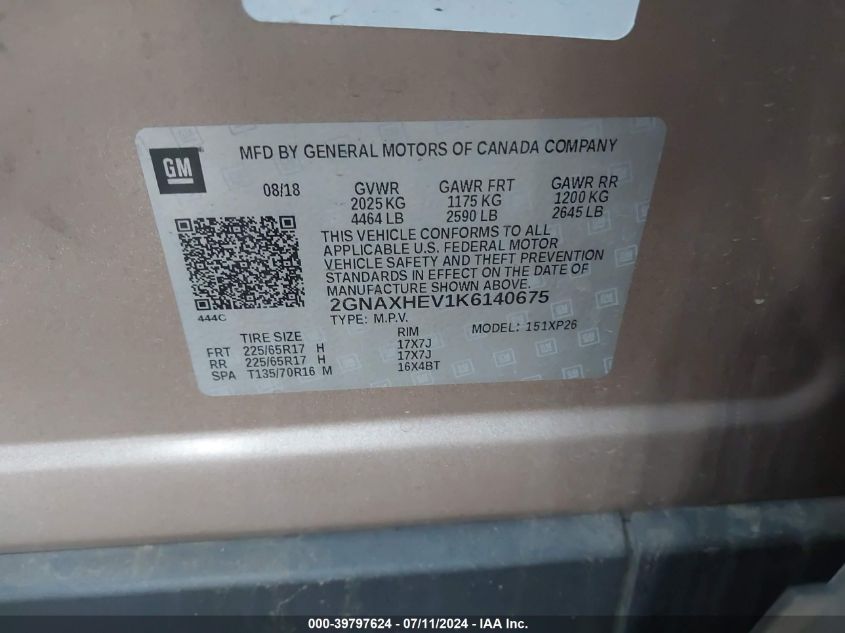 GM
MFD BY GENERAL MOTORS OF CANADA COMPANY
08/18 GVWR GAWR FRT GAWR RR
2025 KG 1175 KG 1200 KG
4464 LB 2590 LB 2645 LB
THIS VEHICLE CONFORMS TO ALL
APPLICABLE U.S. FEDERAL MOTOR
VEHICLE SAFETY AND THEFT PREVENTION
STANDARDS IN EFFECT ON THE DATE OF
MANUFACTURE SHOWN ABOVE.
444C 2GNAXHEV1K6140675
TYPE: M.P.V. MODEL: 151XP26
TIRE SIZE RIM
FRT 225/65R17 H 17X7J
RR 225/65R17 H 17X7J
SPA T135/70R16 M 16X4BT
000-39797624 / 07/11/2024 - IAA Inc.